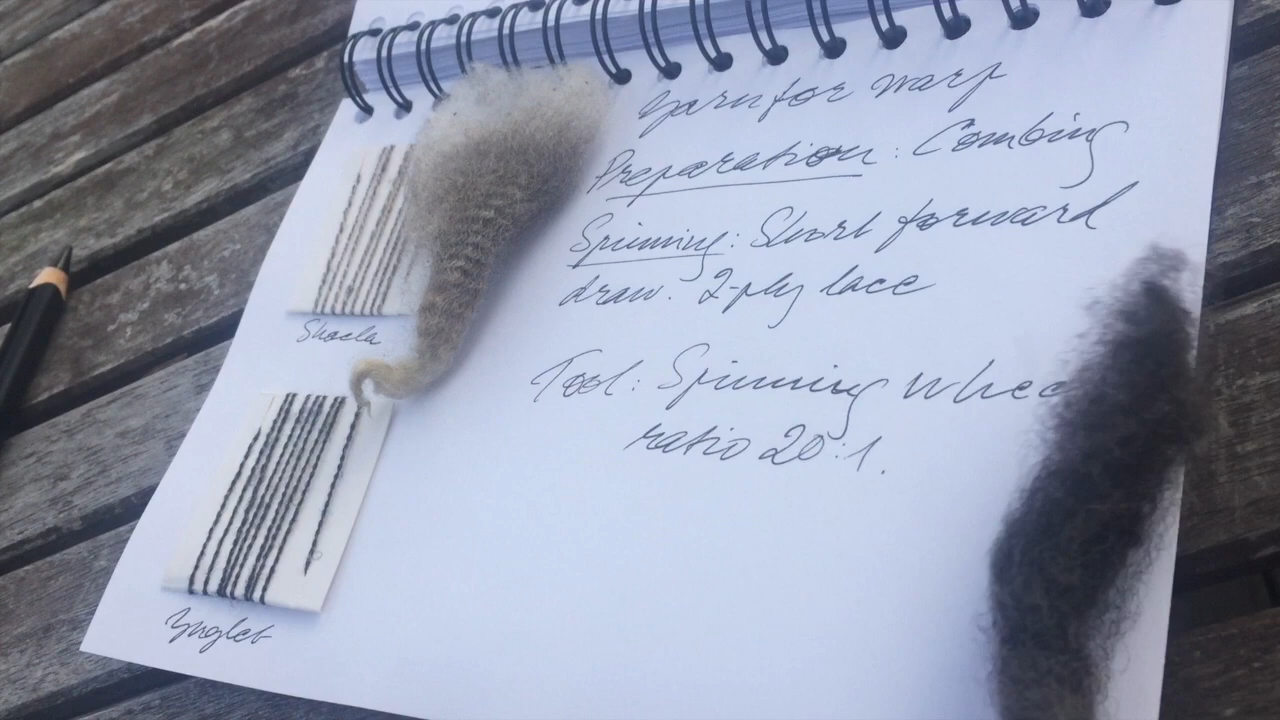 Yarn for warp
Preparation: Combing
Spinning: Short forward
draw. 2-ply lace
Tool: Spinning Whee
ratio 20:1.
Shaela
Yuglet